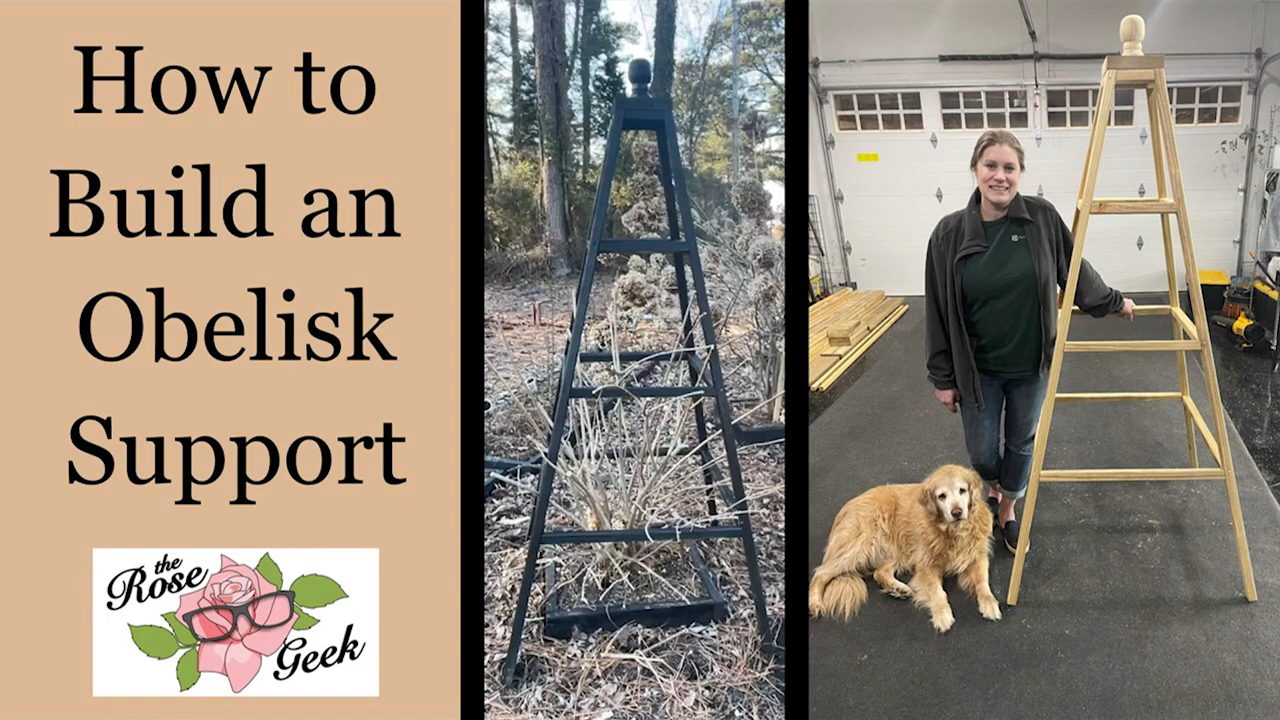 How to
Build an
Obelisk
Support
the
Rose
Geek